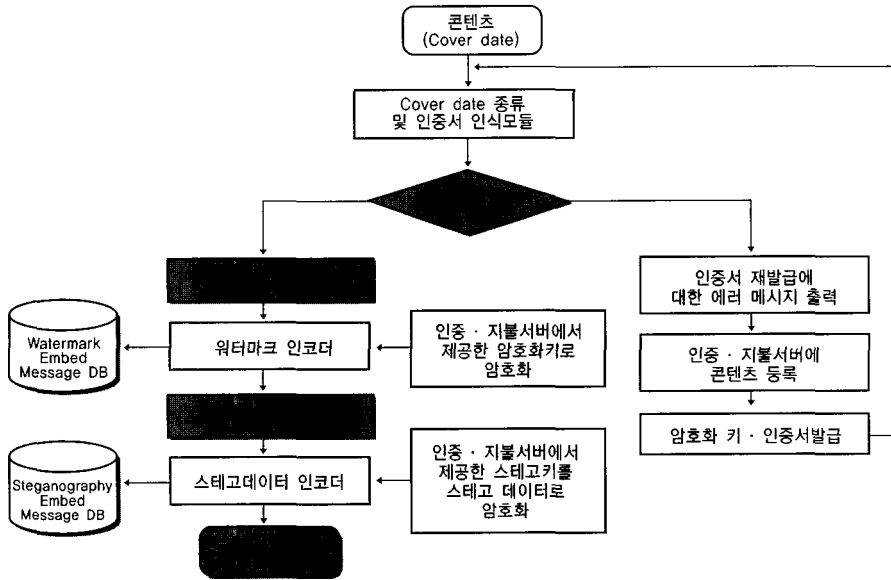 콘텐츠
(Cover date)
Cover date 종류
및 인증서 인식모듈
인증서 재발급에
대한 에러 메시지 출력
Watermark
Embed
Message DB
워터마크 인코더
인증 · 지불서버에서
제공한 암호화키로
암호화
인증 · 지불서버에
콘텐츠 등록
암호화 키 · 인증서발급
Steganography
Embed
Message DB
스테고데이터 인코더
인증 · 지불서버에서
제공한 스테고키를
스테고 데이터로
암호화